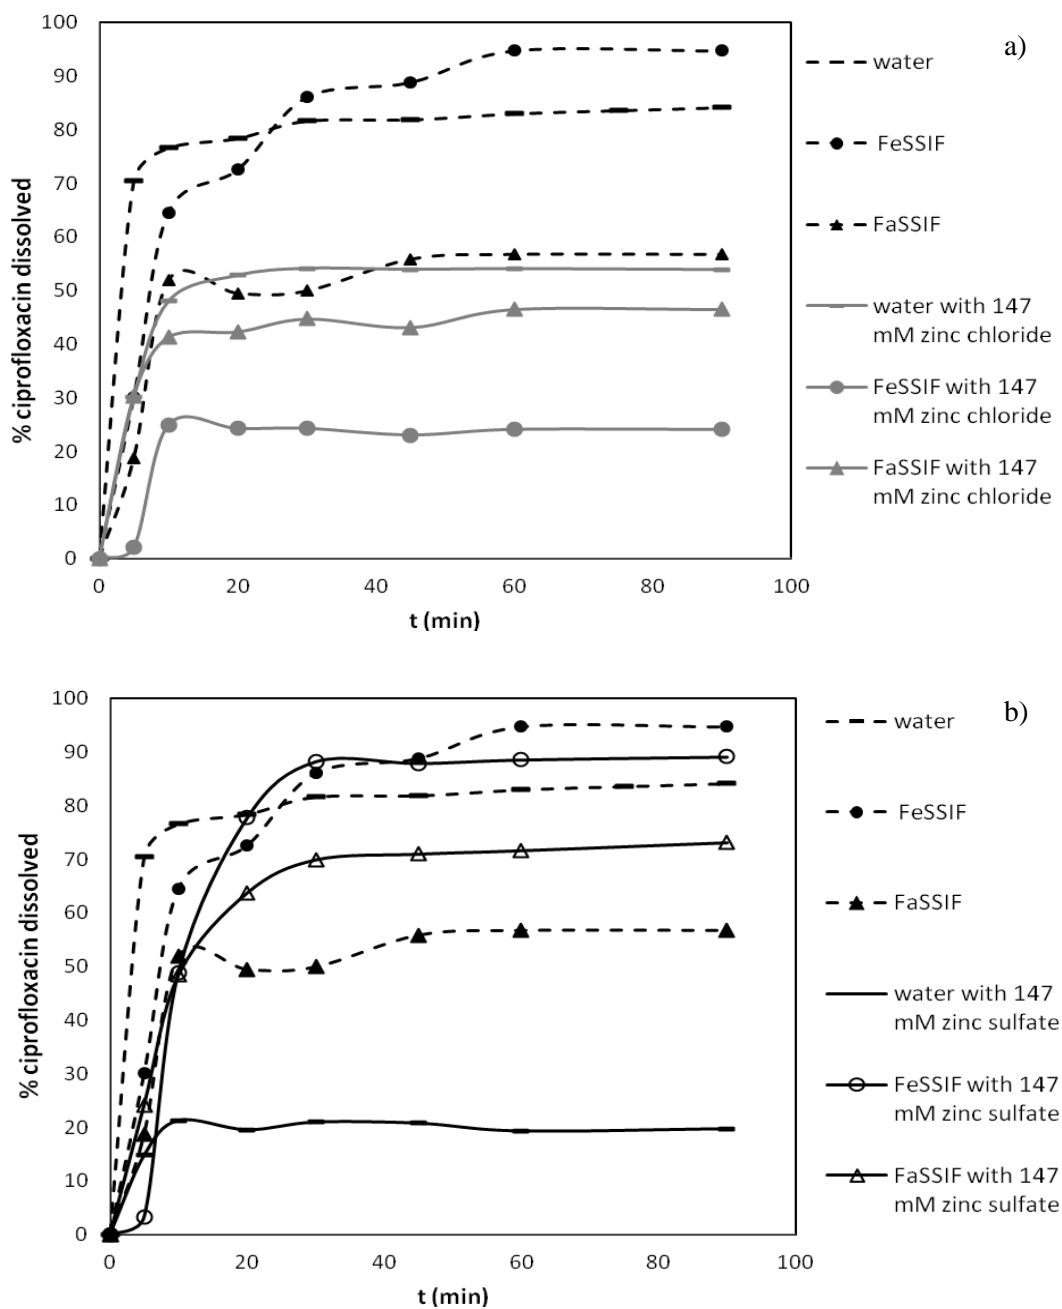 a)
% ciprofloxacin dissolved
100
90
80
70
60
50
40
30
20
10
0
0 20 40 60 80 100
t (min)
water
FeSSIF
FaSSIF
water with 147
mM zinc chloride
FeSSIF with 147
mM zinc chloride
FaSSIF with 147
mM zinc chloride
b)
% ciprofloxacin dissolved
100
90
80
70
60
50
40
30
20
10
0
0 20 40 60 80 100
t (min)
water
FeSSIF
FaSSIF
water with 147
mM zinc sulfate
FeSSIF with 147
mM zinc sulfate
FaSSIF with 147
mM zinc sulfate